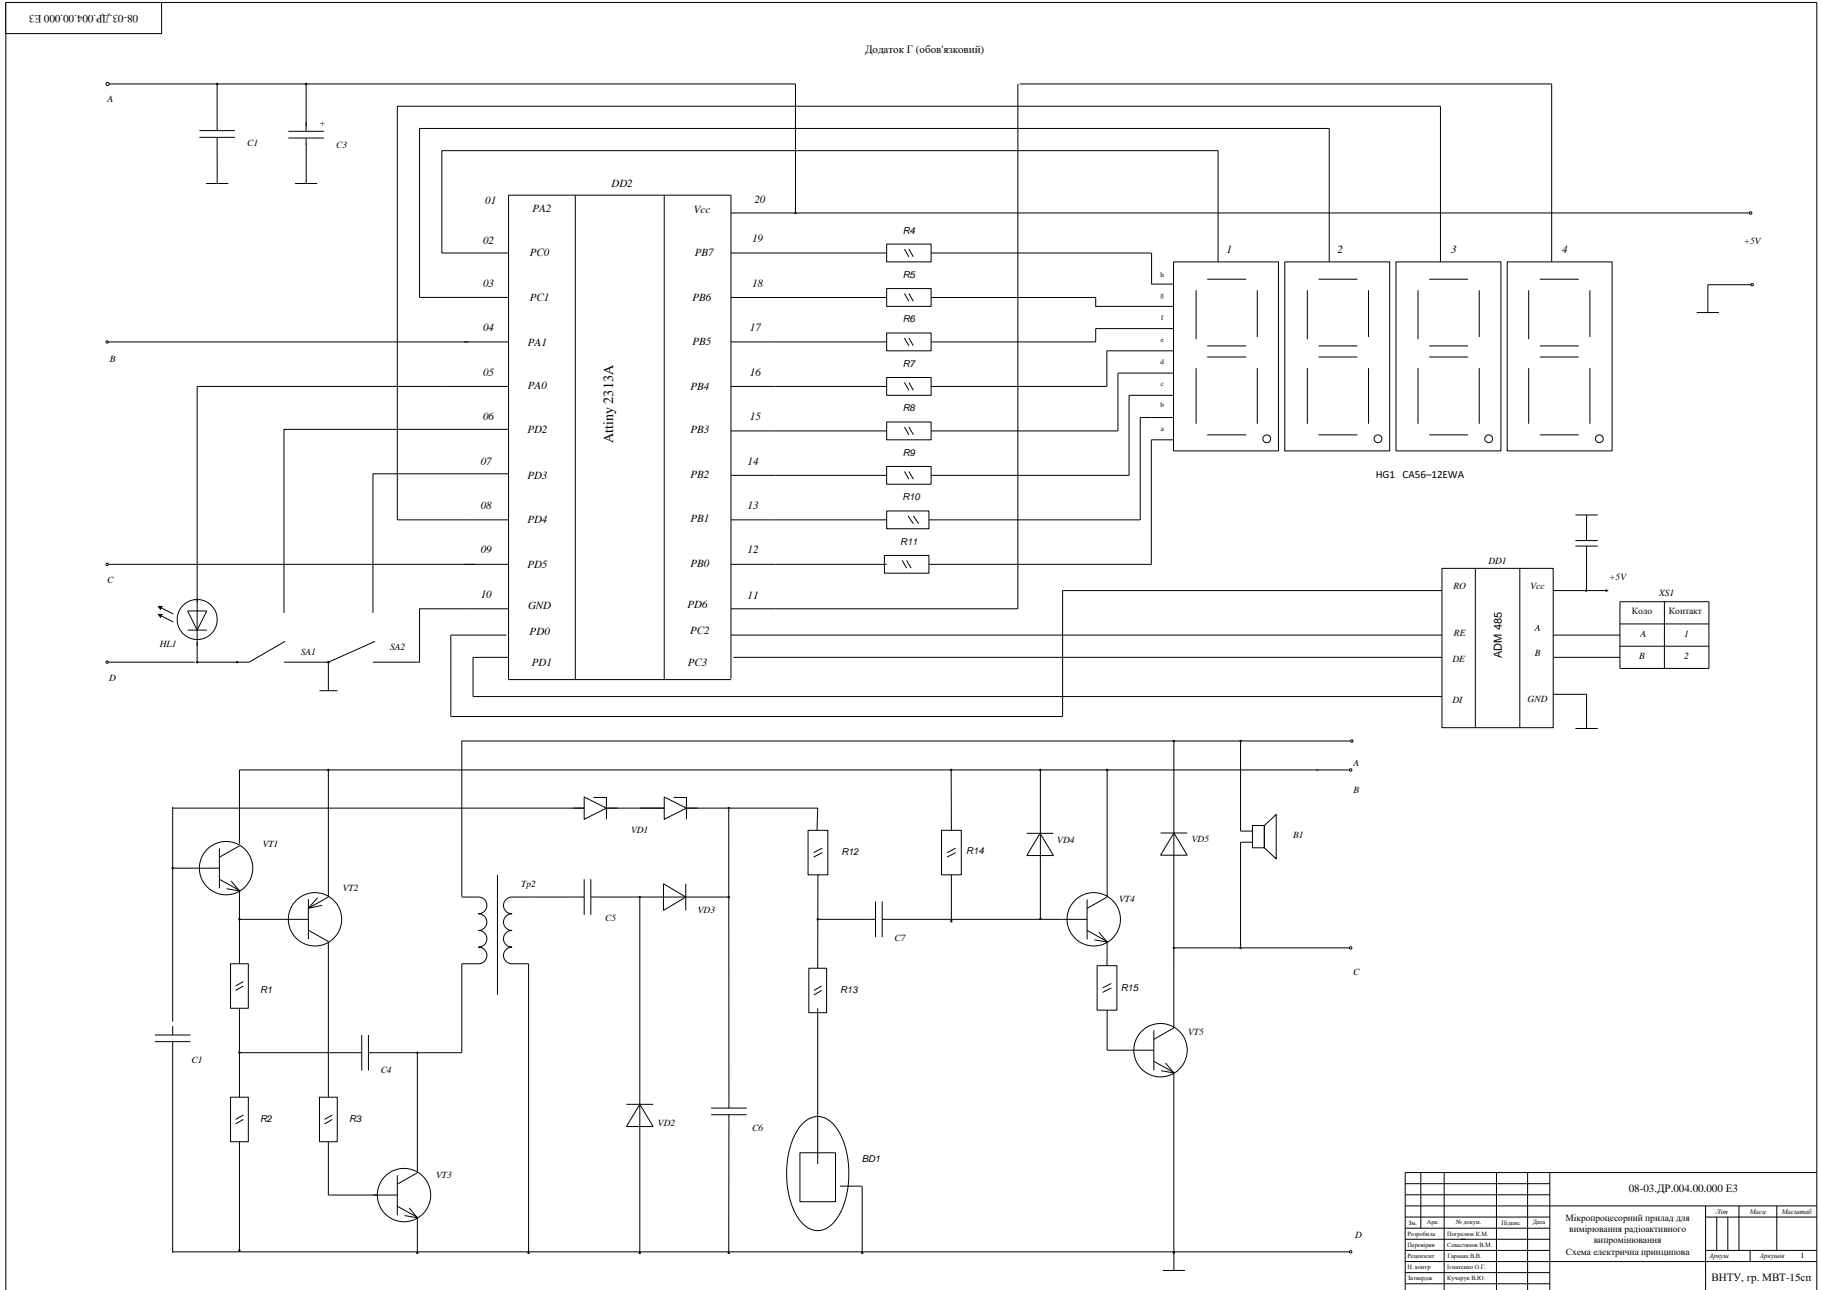 08-03.ДР.004.00.000 Е3
Додаток Г (обов'язковий)
A
C1
+
C3
DD2
01
PA2
Vcc
20
02
PC0
PB7
19
R4
03
PC1
PB6
18
R5
04
PA1
PB5
17
R6
B
05
PA0
PB4
16
R7
06
PD2
PB3
15
R8
07
PD3
PB2
14
R9
08
PD4
PB1
13
R10
09
PD5
PB0
12
R11
C
10
GND
PD6
11
PD0
PC2
PD1
PC3
Attiny 2313A
HL1
SA1
SA2
D
1
2
3
4
h
g
f
e
d
c
b
a
HG1 CA56–12EWA
+5V
DD1
RO
Vcc
+5V
RE
A
DE
B
DI
GND
ADM 485
XS1
Коло Контакт
A 1
B 2
A
B
VD1
VT1
R12
R14
VD4
VD5
B1
VT2
Tp2
C5
VD3
C7
VT4
C
R1
R13
R15
VT5
C1
C4
R2
R3
VD2
C6
BD1
VT3
D
08-03.ДР.004.00.000 Е3
Мікропроцесорний прилад для
вимірювання радіоактивного
випромінювання
Схема електрична принципова
Літ Маса Масштаб
Аркуш Аркушів 1
ВНТУ, гр. МВТ-15сп
Зм. Арк. № докум. Підпис Дата
Розробила Погрелюк К.М.
Перевірив Севастянов В.М.
Рецензент Гармаш В.В.
Н. контр Ігнатенко О.Г.
Затвердж Кучерук В.Ю.